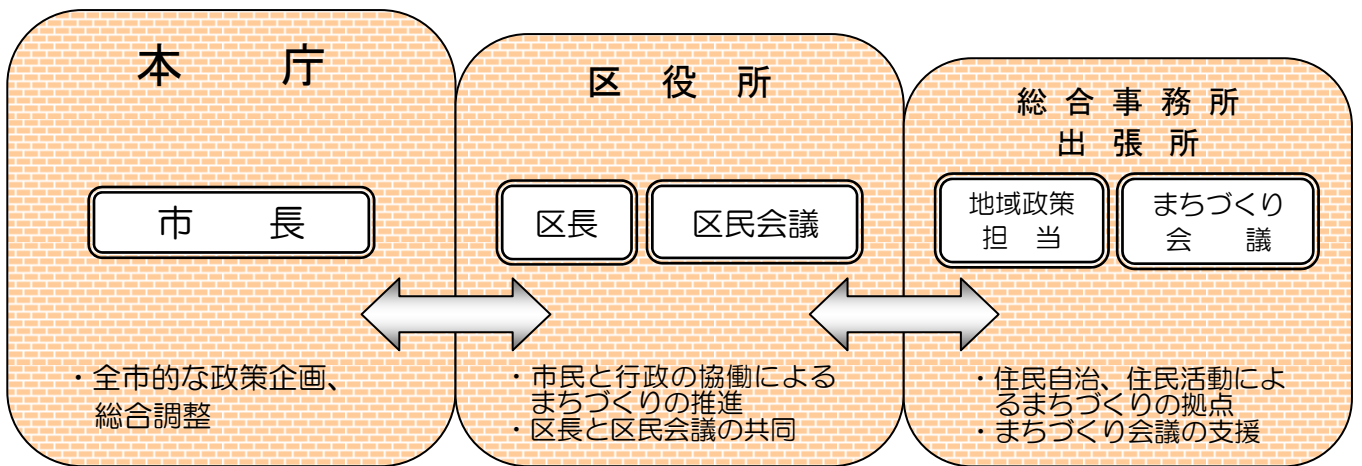 本庁
市長
・全市的な政策企画、
総合調整
区役所
区長
区民会議
・市民と行政の協働による
まちづくりの推進
・区長と区民会議の共同
総合事務所
出張所
地域政策
担当
まちづくり
会議
・住民自治、住民活動によ
るまちづくりの拠点
・まちづくり会議の支援